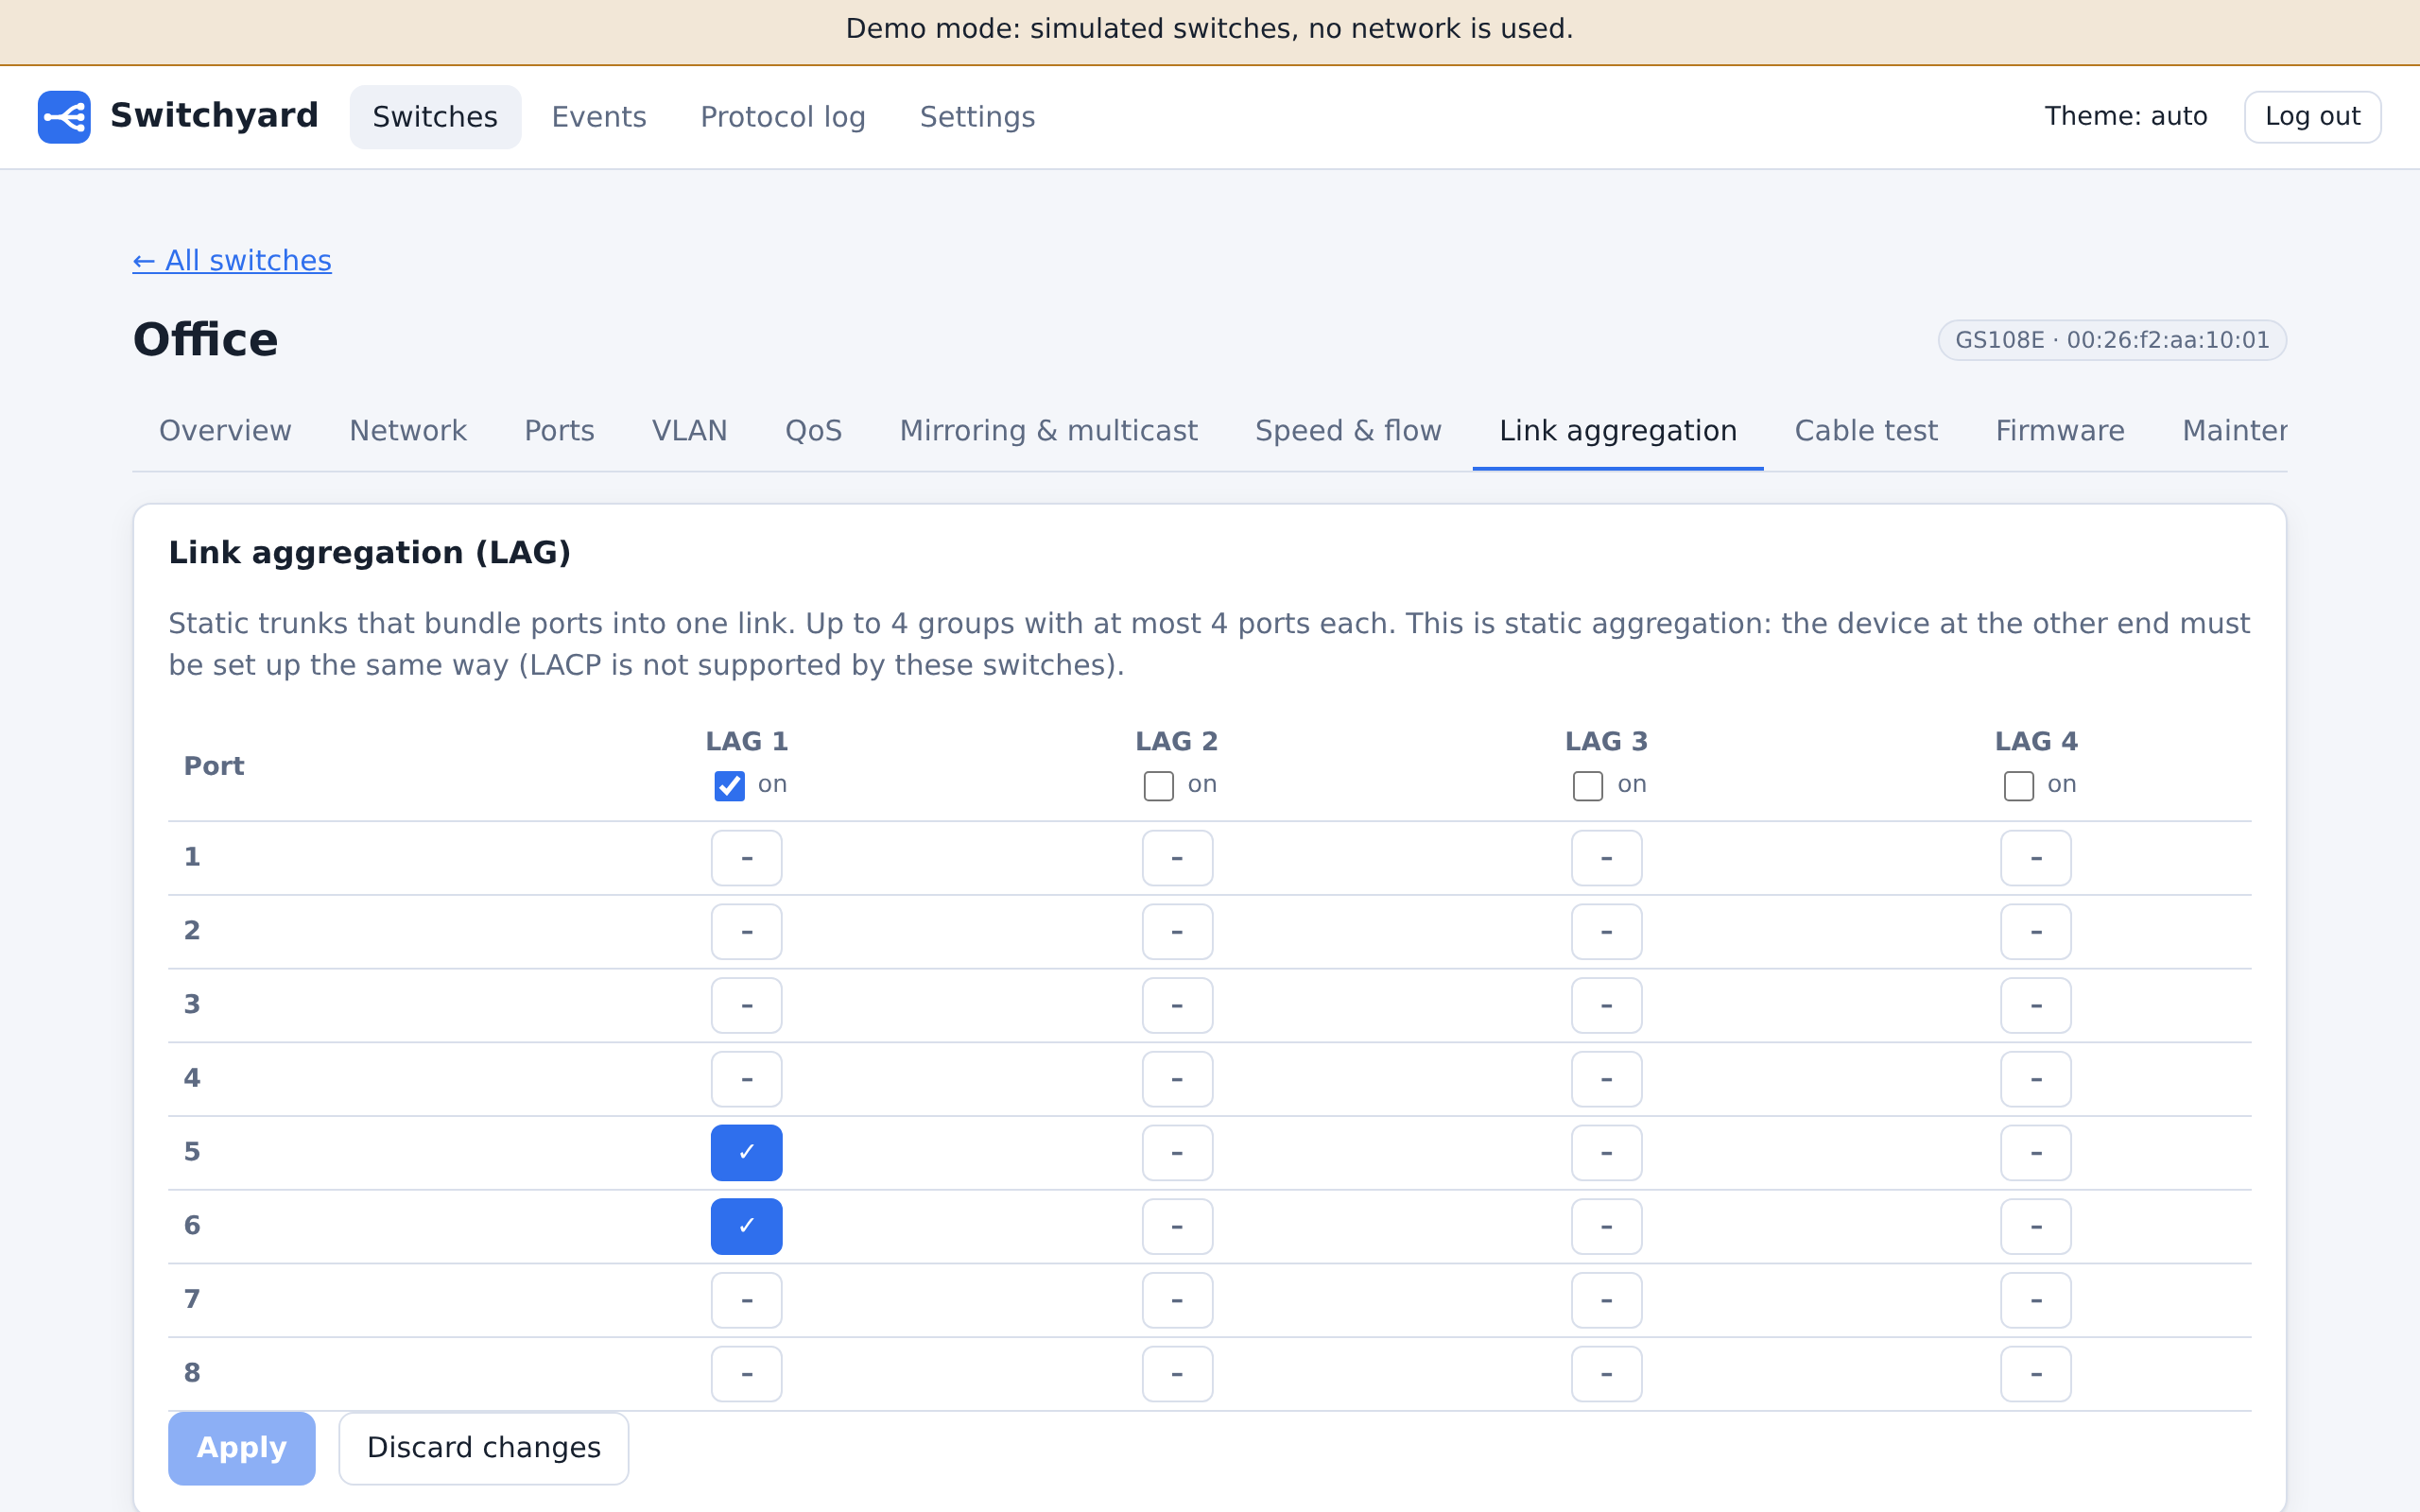 Demo mode: simulated switches, no network is used.
Switchyard Switches Events Protocol log Settings Theme: auto Log out
← All switches
Office GS108E · 00:26:f2:aa:10:01
Overview Network Ports VLAN QoS Mirroring & multicast Speed & flow Link aggregation Cable test Firmware Mainter
Link aggregation (LAG)
Static trunks that bundle ports into one link. Up to 4 groups with at most 4 ports each. This is static aggregation: the device at the other end must
be set up the same way (LACP is not supported by these switches).
Port LAG 1 LAG 2 LAG 3 LAG 4
on on on on
1 – – – –
2 – – – –
3 – – – –
4 – – – –
5 ✓ – – –
6 ✓ – – –
7 – – – –
8 – – – –
Apply Discard changes